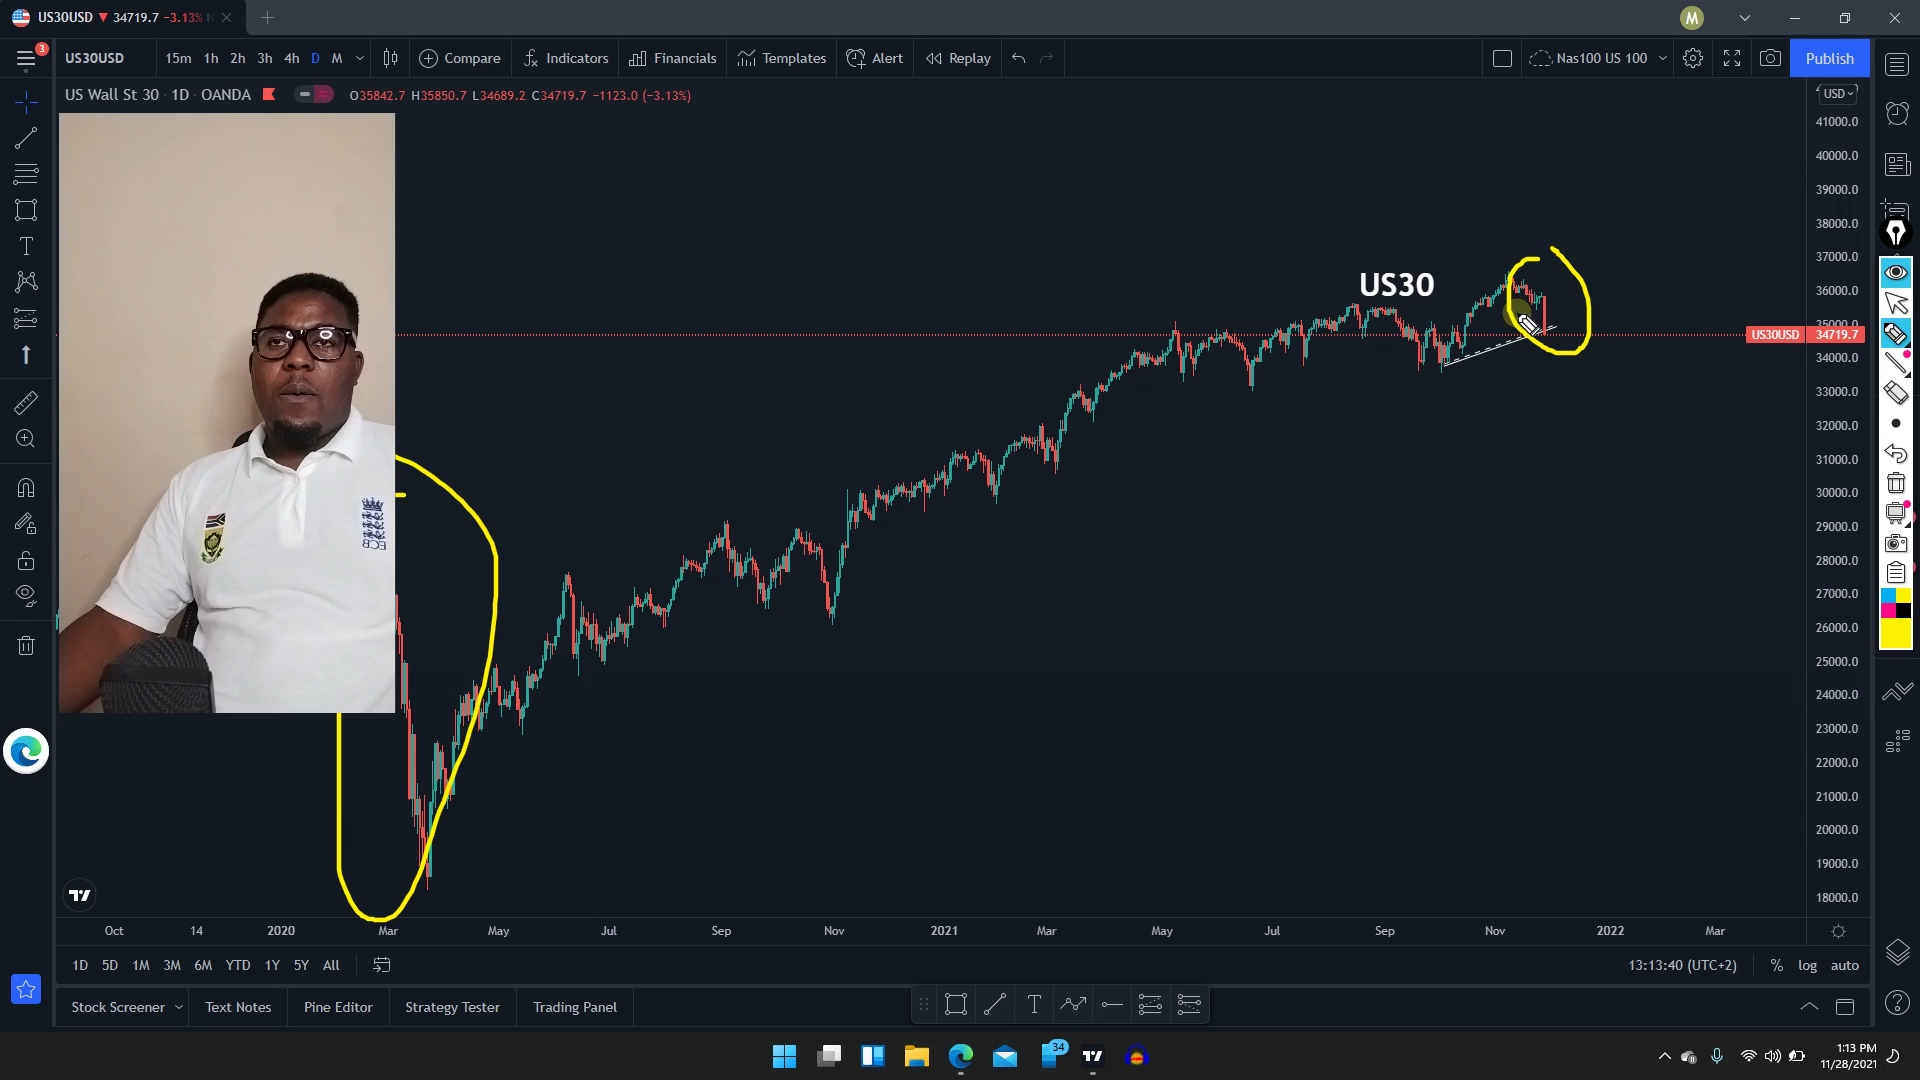 US30USD ▼ 34719.7 −3.13%
M
3
US30USD 15m 1h 2h 3h 4h D M Compare Indicators Financials Templates Alert Replay Nas100 US 100 Publish
US Wall St 30 · 1D · OANDA O35842.7 H35850.7 L34689.2 C34719.7 −1123.0 (−3.13%)
USD
41000.0
40000.0
39000.0
38000.0
37000.0
US30
36000.0
35000.0
US30USD 34719.7
34000.0
33000.0
32000.0
31000.0
30000.0
29000.0
ECB
28000.0
27000.0
26000.0
25000.0
24000.0
23000.0
22000.0
21000.0
20000.0
19000.0
18000.0
Oct 14 2020 Mar May Jul Sep Nov 2021 Mar May Jul Sep Nov 2022 Mar
1D 5D 1M 3M 6M YTD 1Y 5Y All 13:13:40 (UTC+2) % log auto
Stock Screener Text Notes Pine Editor Strategy Tester Trading Panel
34
1:13 PM
11/28/2021